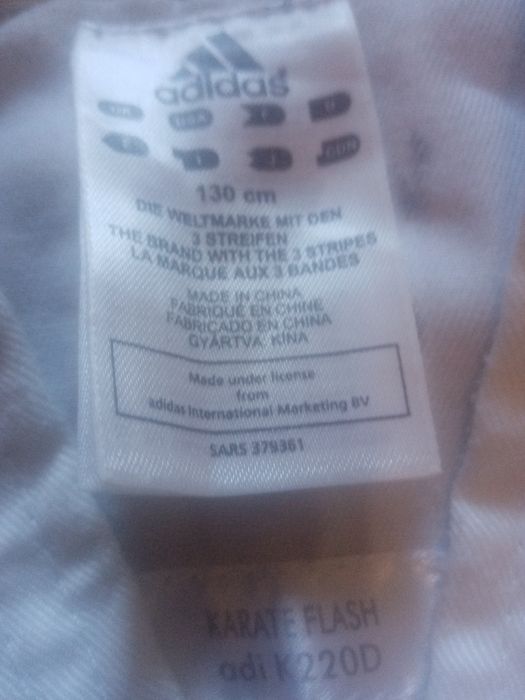 adidas
130 cm
DIE WELTMARKE MIT DEN
3 STREIFEN
THE BRAND WITH THE 3 STRIPES
LA MARQUE AUX 3 BANDES
MADE IN CHINA
FABRIQUÉ EN CHINE
FABRICADO EN CHINA
GYÁRTVA: KÍNA
Made under license
from
adidas International Marketing BV
SARS 379361
KARATE FLASH
adi K220D